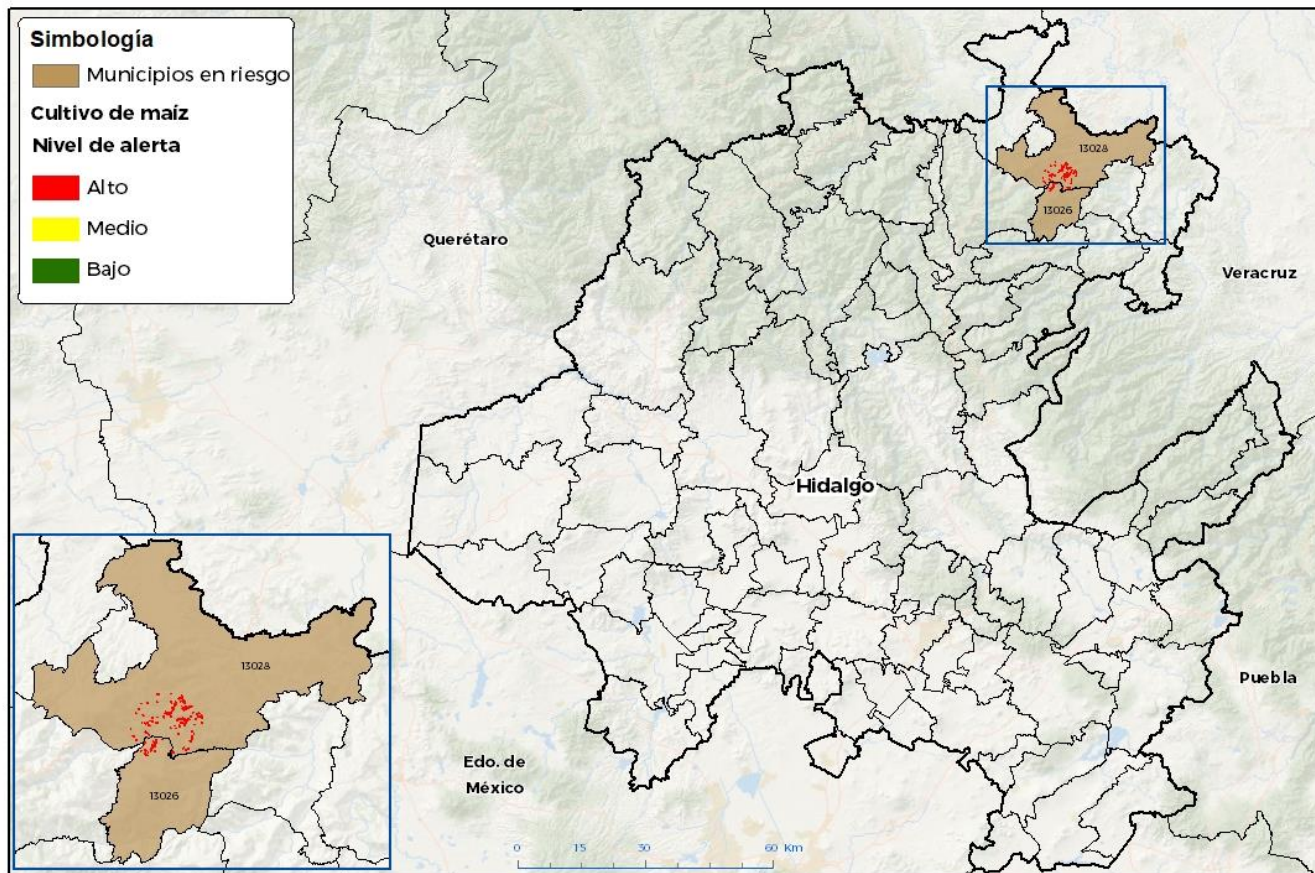 Simbología
Municipios en riesgo
Cultivo de maíz
Nivel de alerta
Alto
Medio
Bajo
13028
13026
Querétaro
Veracruz
Hidalgo
Puebla
Edo. de
México
13028
13026
0 15 30 60 Km